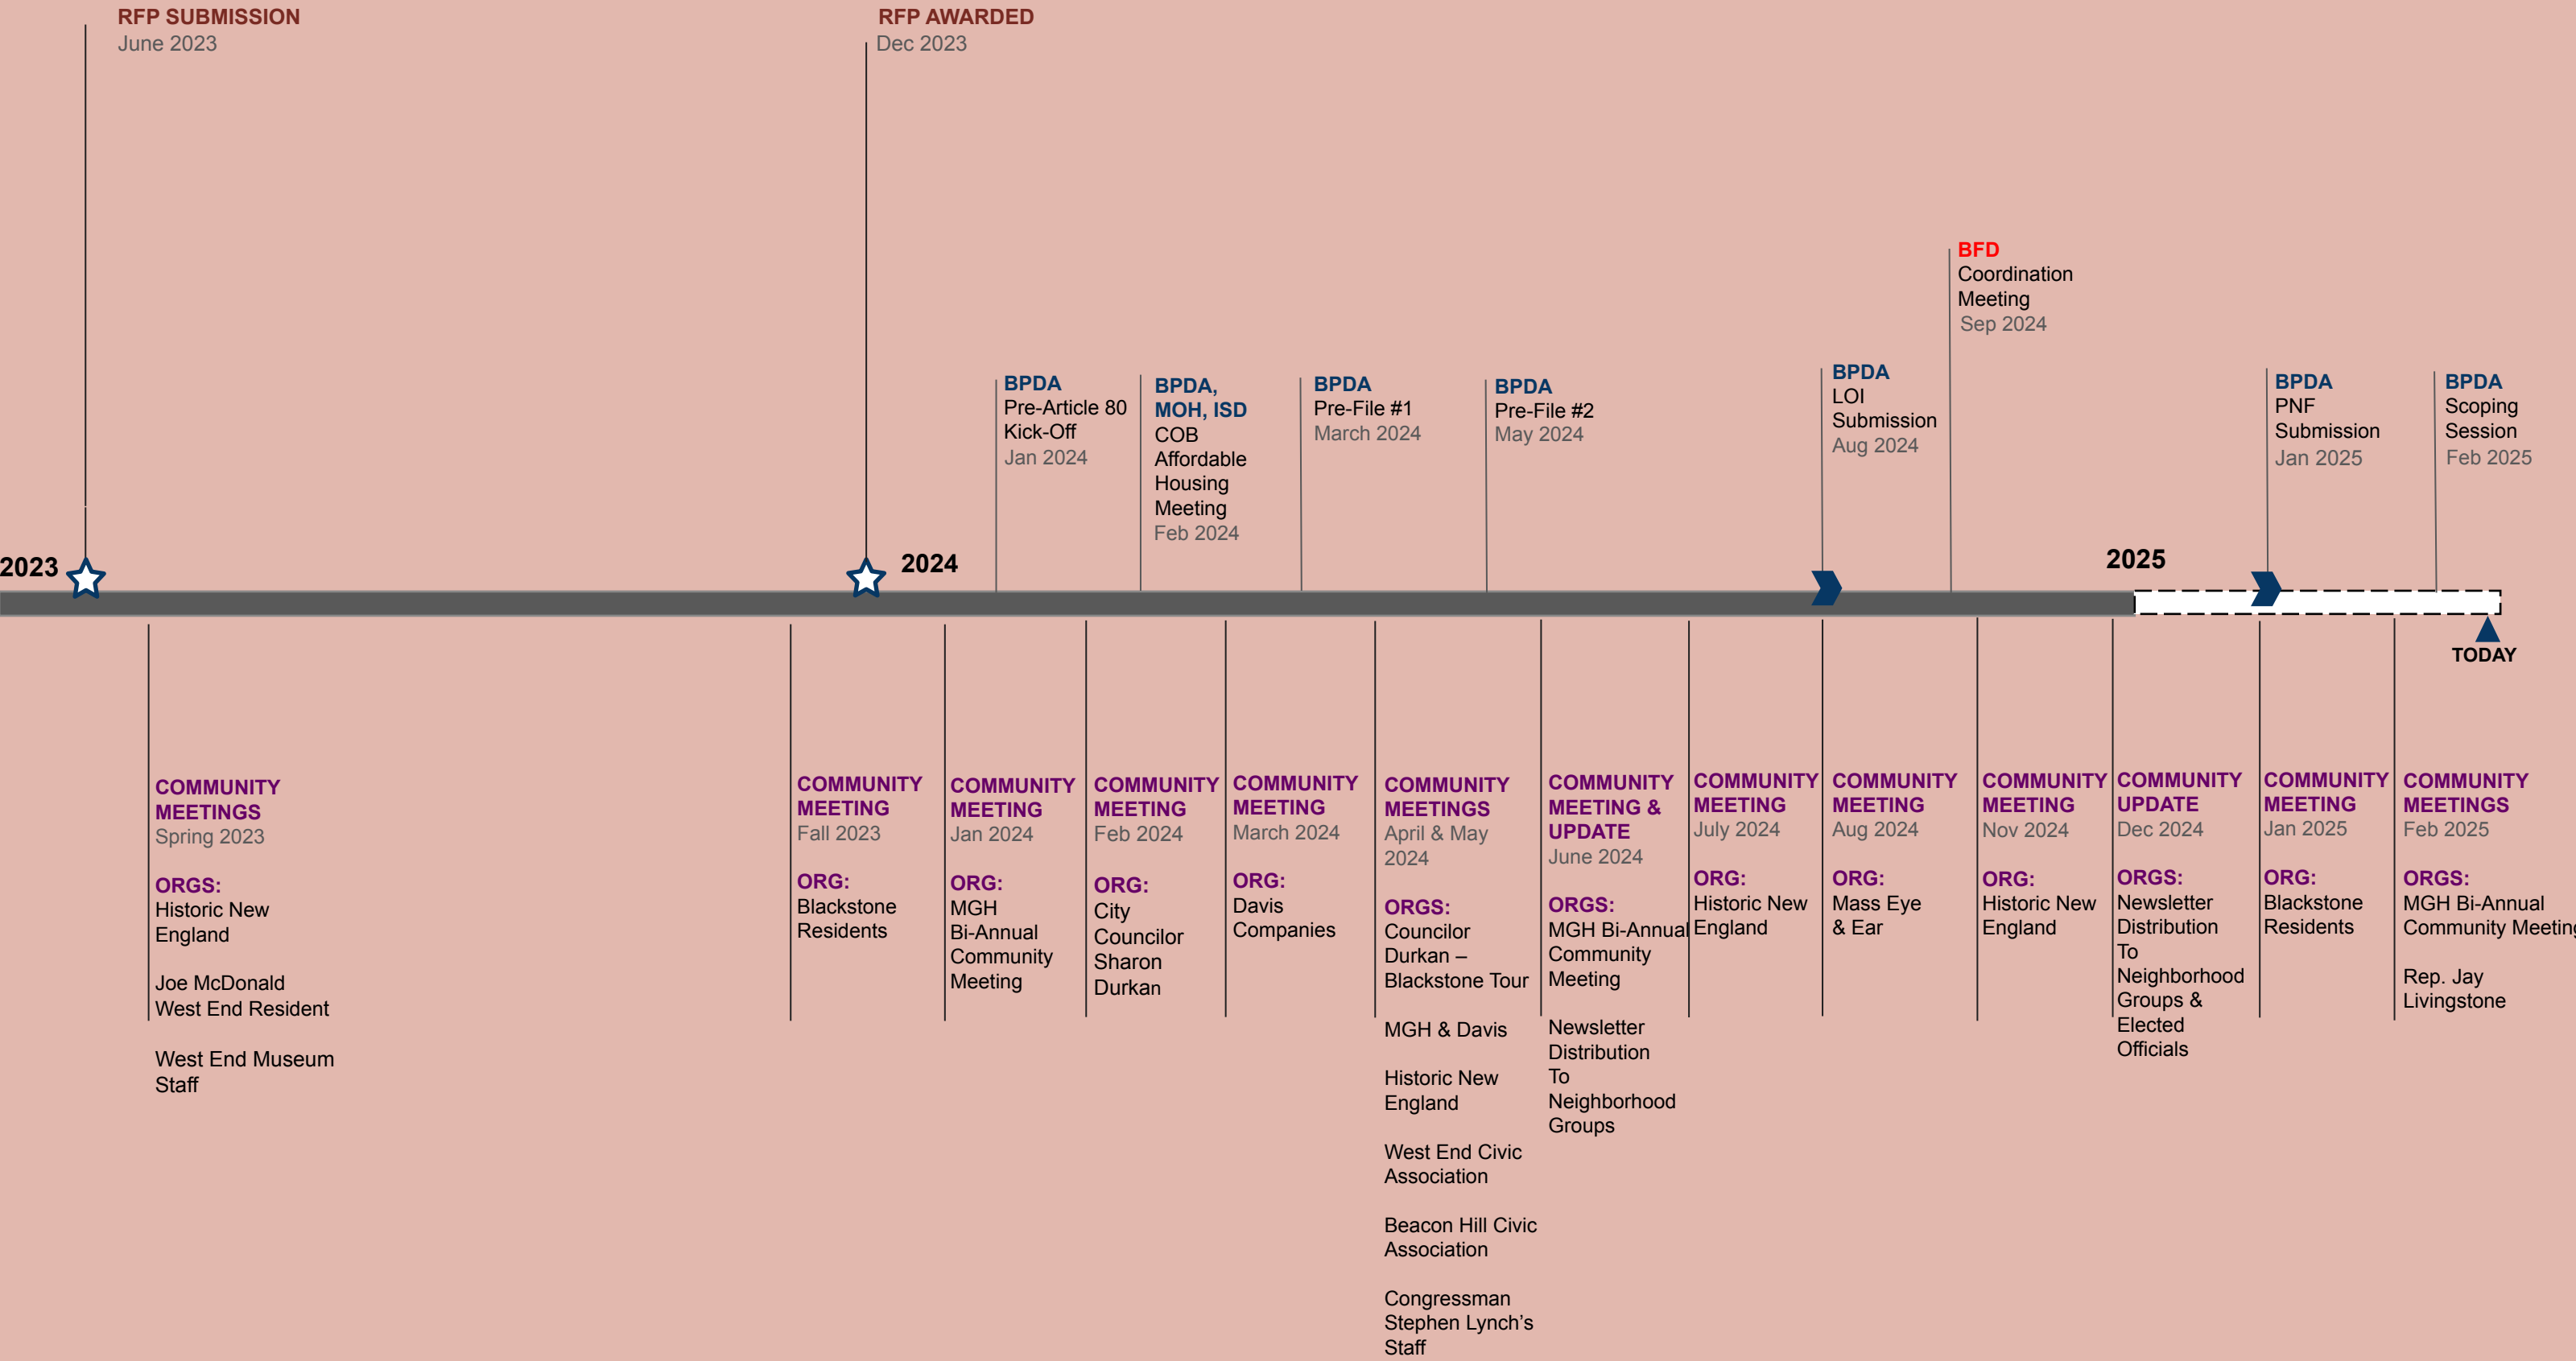 RFP SUBMISSION
June 2023
RFP AWARDED
Dec 2023
BFD
Coordination
Meeting
Sep 2024
BPDA
Pre-Article 80
Kick-Off
Jan 2024
BPDA,
MOH, ISD
COB
Affordable
Housing
Meeting
Feb 2024
BPDA
Pre-File #1
March 2024
BPDA
Pre-File #2
May 2024
BPDA
LOI
Submission
Aug 2024
BPDA
PNF
Submission
Jan 2025
BPDA
Scoping
Session
Feb 2025
2023
2024
2025
TODAY
COMMUNITY
MEETINGS
Spring 2023
ORGS:
Historic New
England
Joe McDonald
West End Resident
West End Museum
Staff
COMMUNITY
MEETING
Fall 2023
ORG:
Blackstone
Residents
COMMUNITY
MEETING
Jan 2024
ORG:
MGH
Bi-Annual
Community
Meeting
COMMUNITY
MEETING
Feb 2024
ORG:
City
Councilor
Sharon
Durkan
COMMUNITY
MEETING
March 2024
ORG:
Davis
Companies
COMMUNITY
MEETINGS
April & May
2024
ORGS:
Councilor
Durkan –
Blackstone Tour
MGH & Davis
Historic New
England
West End Civic
Association
Beacon Hill Civic
Association
Congressman
Stephen Lynch’s
Staff
COMMUNITY
MEETING &
UPDATE
June 2024
ORGS:
MGH Bi-Annual
Community
Meeting
Newsletter
Distribution
To
Neighborhood
Groups
COMMUNITY
MEETING
July 2024
ORG:
Historic New
England
COMMUNITY
MEETING
Aug 2024
ORG:
Mass Eye
& Ear
COMMUNITY
MEETING
Nov 2024
ORG:
Historic New
England
COMMUNITY
UPDATE
Dec 2024
ORGS:
Newsletter
Distribution
To
Neighborhood
Groups &
Elected
Officials
COMMUNITY
MEETING
Jan 2025
ORG:
Blackstone
Residents
COMMUNITY
MEETINGS
Feb 2025
ORGS:
MGH Bi-Annual
Community Meeting
Rep. Jay
Livingstone